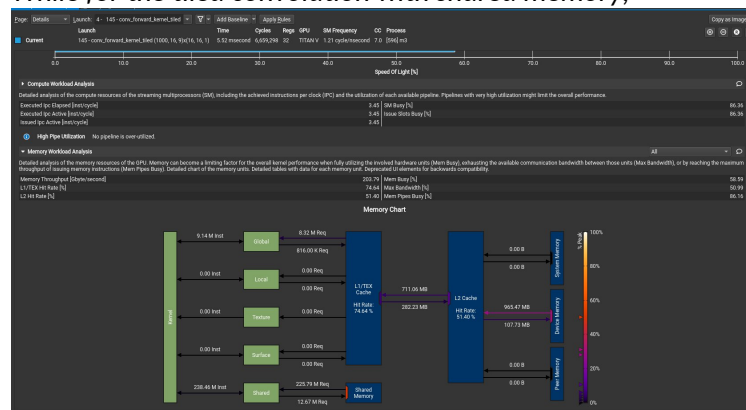 While ,for the tiled convolution with shared memory,
Page: Details Launch: 4 - 145 - conv_forward_kernel_tiled Add Baseline Apply Rules Copy as Image
Launch Time Cycles Regs GPU SM Frequency CC Process
Current 145 - conv_forward_kernel_tiled (1000, 16, 9)x(16, 16, 1) 5.52 msecond 6,659,298 32 TITAN V 1.21 cycle/nsecond 7.0 [596] m3
0.0 10.0 20.0 30.0 40.0 50.0 60.0 70.0 80.0 90.0 100.0
Speed Of Light [%]
Compute Workload Analysis
Detailed analysis of the compute resources of the streaming multiprocessors (SM), including the achieved instructions per clock (IPC) and the utilization of each available pipeline. Pipelines with very high utilization might limit the overall performance.
Executed Ipc Elapsed [inst/cycle] 3.45 SM Busy [%] 86.36
Executed Ipc Active [inst/cycle] 3.45 Issue Slots Busy [%] 86.36
Issued Ipc Active [inst/cycle] 3.45
High Pipe Utilization No pipeline is over-utilized.
Memory Workload Analysis All
Detailed analysis of the memory resources of the GPU. Memory can become a limiting factor for the overall kernel performance when fully utilizing the involved hardware units (Mem Busy), exhausting the available communication bandwidth between those units (Max Bandwidth), or by reaching the maximum
throughput of issuing memory instructions (Mem Pipes Busy). Detailed chart of the memory units. Detailed tables with data for each memory unit. Deprecated UI elements for backwards compatibility.
Memory Throughput [Gbyte/second] 203.79 Mem Busy [%] 58.59
L1/TEX Hit Rate [%] 74.64 Max Bandwidth [%] 50.99
L2 Hit Rate [%] 51.40 Mem Pipes Busy [%] 86.16
Memory Chart
Kernel
9.14 M Inst Global 8.32 M Req
816.00 K Req
0.00 Inst Local 0.00 Req
0.00 Req
0.00 Inst Texture 0.00 Req
0.00 Inst Surface 0.00 Req
0.00 Req
238.46 M Inst Shared 225.79 M Req
12.67 M Req
L1/TEX
Cache
Hit Rate:
74.64 %
Shared
Memory
711.06 MB
282.23 MB
L2 Cache
Hit Rate:
51.40 %
0.00 B
0.00 B
System Memory
965.47 MB
107.73 MB
Device Memory
0.00 B
0.00 B
Peer Memory
% Peak
100%
80%
60%
40%
20%
0%